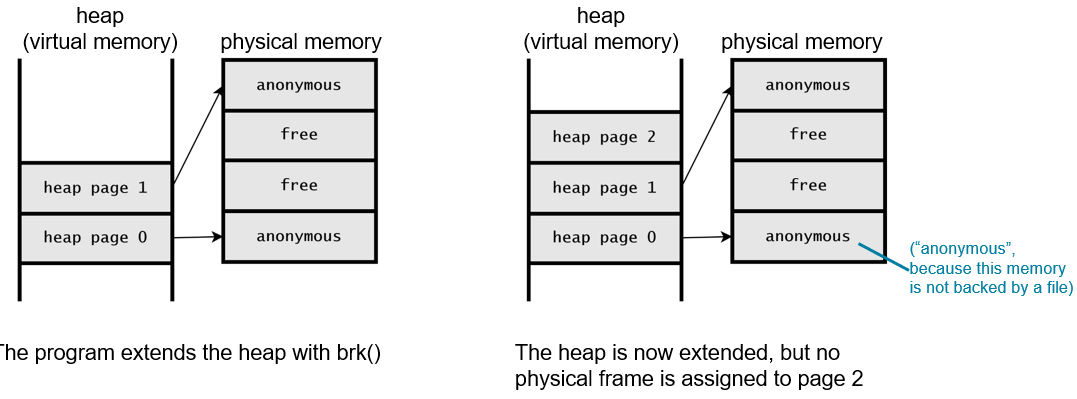 heap
(virtual memory)
physical memory
anonymous
free
free
anonymous
heap page 1
heap page 0
The program extends the heap with brk()
heap
(virtual memory)
physical memory
anonymous
free
free
anonymous
heap page 2
heap page 1
heap page 0
(“anonymous”,
because this memory
is not backed by a file)
The heap is now extended, but no
physical frame is assigned to page 2